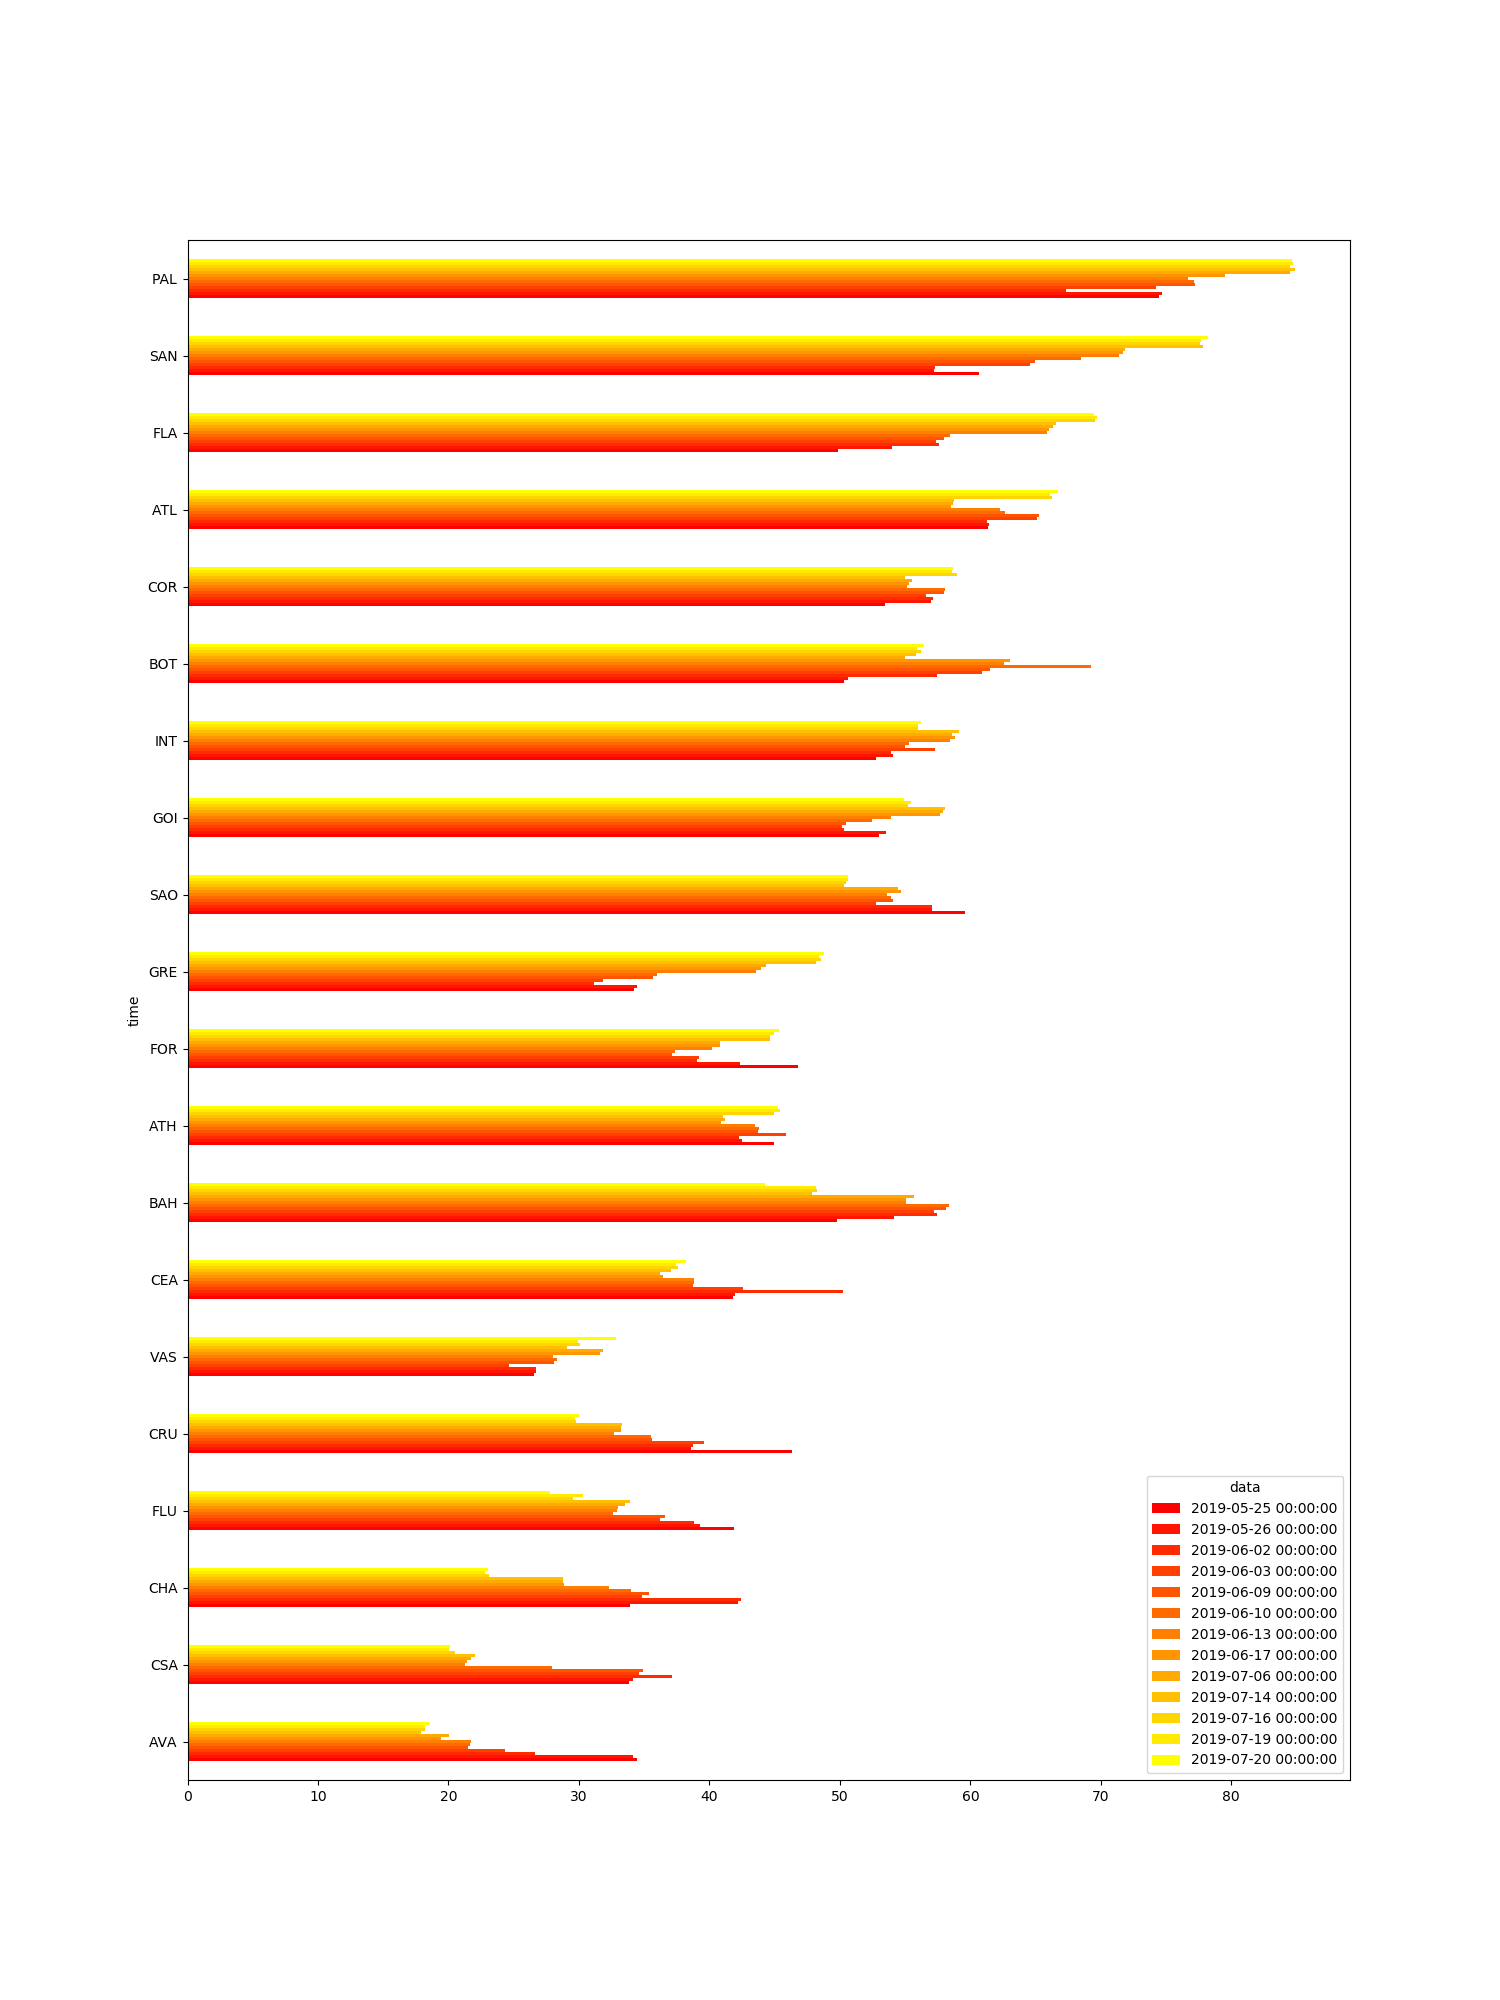 PAL
SAN
FLA
ATL
COR
BOT
INT
GOI
SAO
GRE
time
FOR
ATH
BAH
CEA
VAS
CRU
FLU
CHA
CSA
AVA
data
2019-05-25 00:00:00
2019-05-26 00:00:00
2019-06-02 00:00:00
2019-06-03 00:00:00
2019-06-09 00:00:00
2019-06-10 00:00:00
2019-06-13 00:00:00
2019-06-17 00:00:00
2019-07-06 00:00:00
2019-07-14 00:00:00
2019-07-16 00:00:00
2019-07-19 00:00:00
2019-07-20 00:00:00
0 10 20 30 40 50 60 70 80